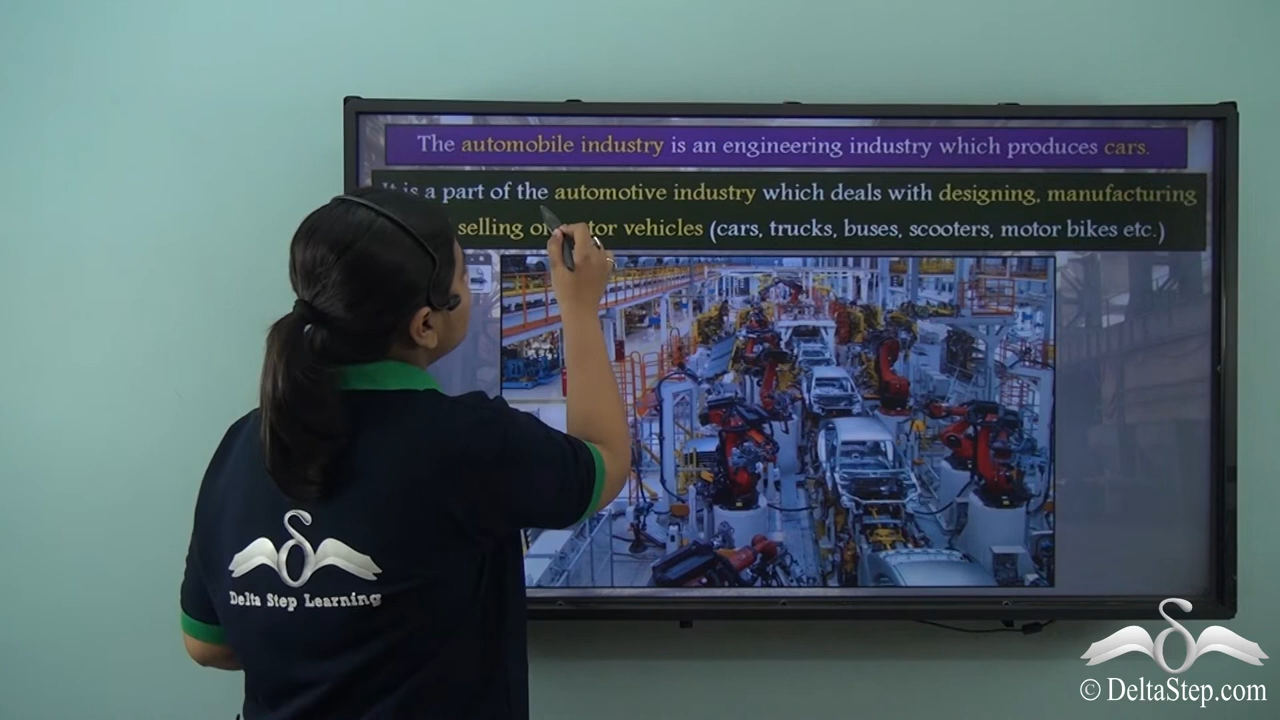 The automobile industry is an engineering industry which produces cars.
It is a part of the automotive industry which deals with designing, manufacturing
selling of vehicles (cars, trucks, buses, scooters, motor bikes etc.)
Delta Step Learning
© DeltaStep.com